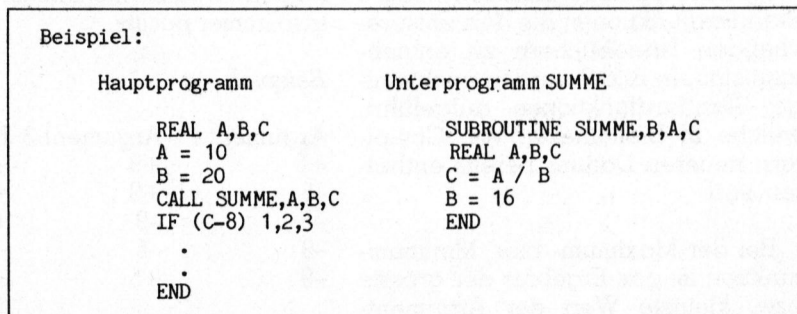 Beispiel:
Hauptprogramm
REAL A,B,C
A = 10
B = 20
CALL SUMME,A,B,C
IF (C-8) 1,2,3
.
.
END
Unterprogramm SUMME
SUBROUTINE SUMME,B,A,C
REAL A,B,C
C = A / B
B = 16
END